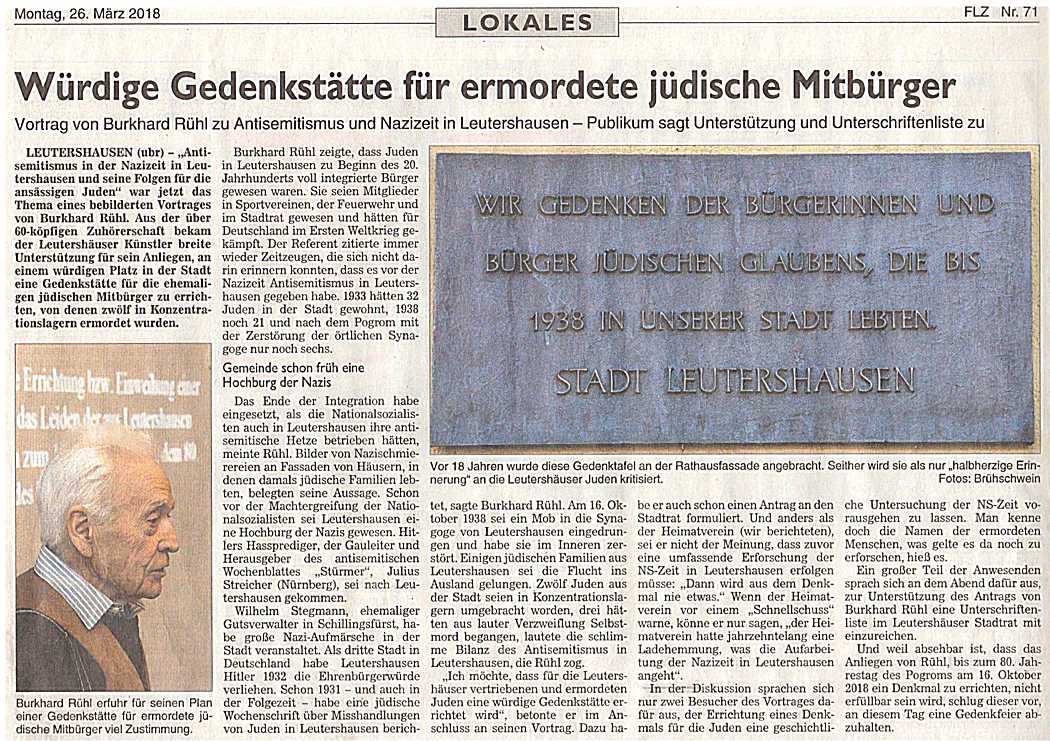 Montag, 26. März 2018
LOKALES
FLZ Nr. 71
Würdige Gedenkstätte für ermordete jüdische Mitbürger
Vortrag von Burkhard Rühl zu Antisemitismus und Nazizeit in Leutershausen – Publikum sagt Unterstützung und Unterschriftenliste zu
LEUTERSHAUSEN (ubr) – „Anti-
semitismus in der Nazizeit in Leu-
tershausen und seine Folgen für die
ansässigen Juden“ war jetzt das
Thema eines bebilderten Vortrages
von Burkhard Rühl. Aus der über
60-köpfigen Zuhörerschaft bekam
der Leutershäuser Künstler breite
Unterstützung für sein Anliegen, an
einem würdigen Platz in der Stadt
eine Gedenkstätte für die ehemali-
gen jüdischen Mitbürger zu errich-
ten, von denen zwölf in Konzentra-
tionslagern ermordet wurden.
Errichtung bzw. Einweihung einer
das Leiden der aus Leutershausen
zum
dem 80
des
Burkhard Rühl erfuhr für seinen Plan
einer Gedenkstätte für ermordete jü-
dische Mitbürger viel Zustimmung.
Burkhard Rühl zeigte, dass Juden
in Leutershausen zu Beginn des 20.
Jahrhunderts voll integrierte Bürger
gewesen waren. Sie seien Mitglieder
in Sportvereinen, der Feuerwehr und
im Stadtrat gewesen und hätten für
Deutschland im Ersten Weltkrieg ge-
kämpft. Der Referent zitierte immer
wieder Zeitzeugen, die sich nicht da-
rin erinnern konnten, dass es vor der
Nazizeit Antisemitismus in Leuters-
hausen gegeben habe. 1933 hätten 32
Juden in der Stadt gewohnt, 1938
noch 21 und nach dem Pogrom mit
der Zerstörung der örtlichen Syna-
goge nur noch sechs.
Gemeinde schon früh eine
Hochburg der Nazis
Das Ende der Integration habe
eingesetzt, als die Nationalsozialis-
ten auch in Leutershausen ihre anti-
semitische Hetze betrieben hätten,
meinte Rühl. Bilder von Nazischmie-
rereien an Fassaden von Häusern, in
denen damals jüdische Familien leb-
ten, belegten seine Aussage. Schon
vor der Machtergreifung der Natio-
nalsozialisten sei Leutershausen ei-
ne Hochburg der Nazis gewesen. Hit-
lers Hassprediger, der Gauleiter und
Herausgeber des antisemitischen
Wochenblattes „Stürmer“, Julius
Streicher (Nürnberg), sei nach Leu-
tershausen gekommen.
Wilhelm Stegmann, ehemaliger
Gutsverwalter in Schillingsfürst, ha-
be große Nazi-Aufmärsche in der
Stadt veranstaltet. Als dritte Stadt in
Deutschland habe Leutershausen
Hitler 1932 die Ehrenbürgerwürde
verliehen. Schon 1931 – und auch in
der Folgezeit – habe eine jüdische
Wochenschrift über Misshandlungen
von Juden in Leutershausen berich-
WIR GEDENKEN DER BÜRGERINNEN UND
BÜRGER JÜDISCHEN GLAUBENS, DIE BIS
1938 IN UNSERER STADT LEBTEN.
STADT LEUTERSHAUSEN
Vor 18 Jahren wurde diese Gedenktafel an der Rathausfassade angebracht. Seither wird sie als nur „halbherzige Erin-
nerung“ an die Leutershäuser Juden kritisiert.
Fotos: Brühschwein
tet, sagte Burkhard Rühl. Am 16. Ok-
tober 1938 sei ein Mob in die Syna-
goge von Leutershausen eingedrun-
gen und habe sie im Inneren zer-
stört. Einigen jüdischen Familien aus
Leutershausen sei die Flucht ins
Ausland gelungen. Zwölf Juden aus
der Stadt seien in Konzentrationsla-
gern umgebracht worden, drei hät-
ten aus lauter Verzweiflung Selbst-
mord begangen, lautete die schlim-
me Bilanz des Antisemitismus in
Leutershausen, die Rühl zog.
„Ich möchte, dass für die Leuters-
häuser vertriebenen und ermordeten
Juden eine würdige Gedenkstätte er-
richtet wird“, betonte er im An-
schluss an seinen Vortrag. Dazu ha-
be er auch schon einen Antrag an den
Stadtrat formuliert. Und anders als
der Heimatverein (wir berichteten),
sei er nicht der Meinung, dass zuvor
eine umfassende Erforschung der
NS-Zeit in Leutershausen erfolgen
müsse: „Dann wird aus dem Denk-
mal nie etwas.“ Wenn der Heimat-
verein vor einem „Schnellschuss“
warne, könne er nur sagen, „der Hei-
matverein hatte jahrzehntelang eine
Ladehemmung, was die Aufarbei-
tung der Nazizeit in Leutershausen
angeht“.
In der Diskussion sprachen sich
nur zwei Besucher des Vortrages da-
für aus, der Errichtung eines Denk-
mals für die Juden eine geschichtli-
che Untersuchung der NS-Zeit vo-
rausgehen zu lassen. Man kenne
doch die Namen der ermordeten
Menschen, was gelte es da noch zu
erforschen, hieß es.
Ein großer Teil der Anwesenden
sprach sich an dem Abend dafür aus,
zur Unterstützung des Antrags von
Burkhard Rühl eine Unterschriften-
liste im Leutershäuser Stadtrat mit
einzureichen.
Und weil absehbar ist, dass das
Anliegen von Rühl, bis zum 80. Jah-
restag des Pogroms am 16. Oktober
2018 ein Denkmal zu errichten, nicht
erfüllbar sein wird, schlug dieser vor,
an diesem Tag eine Gedenkfeier ab-
zuhalten.